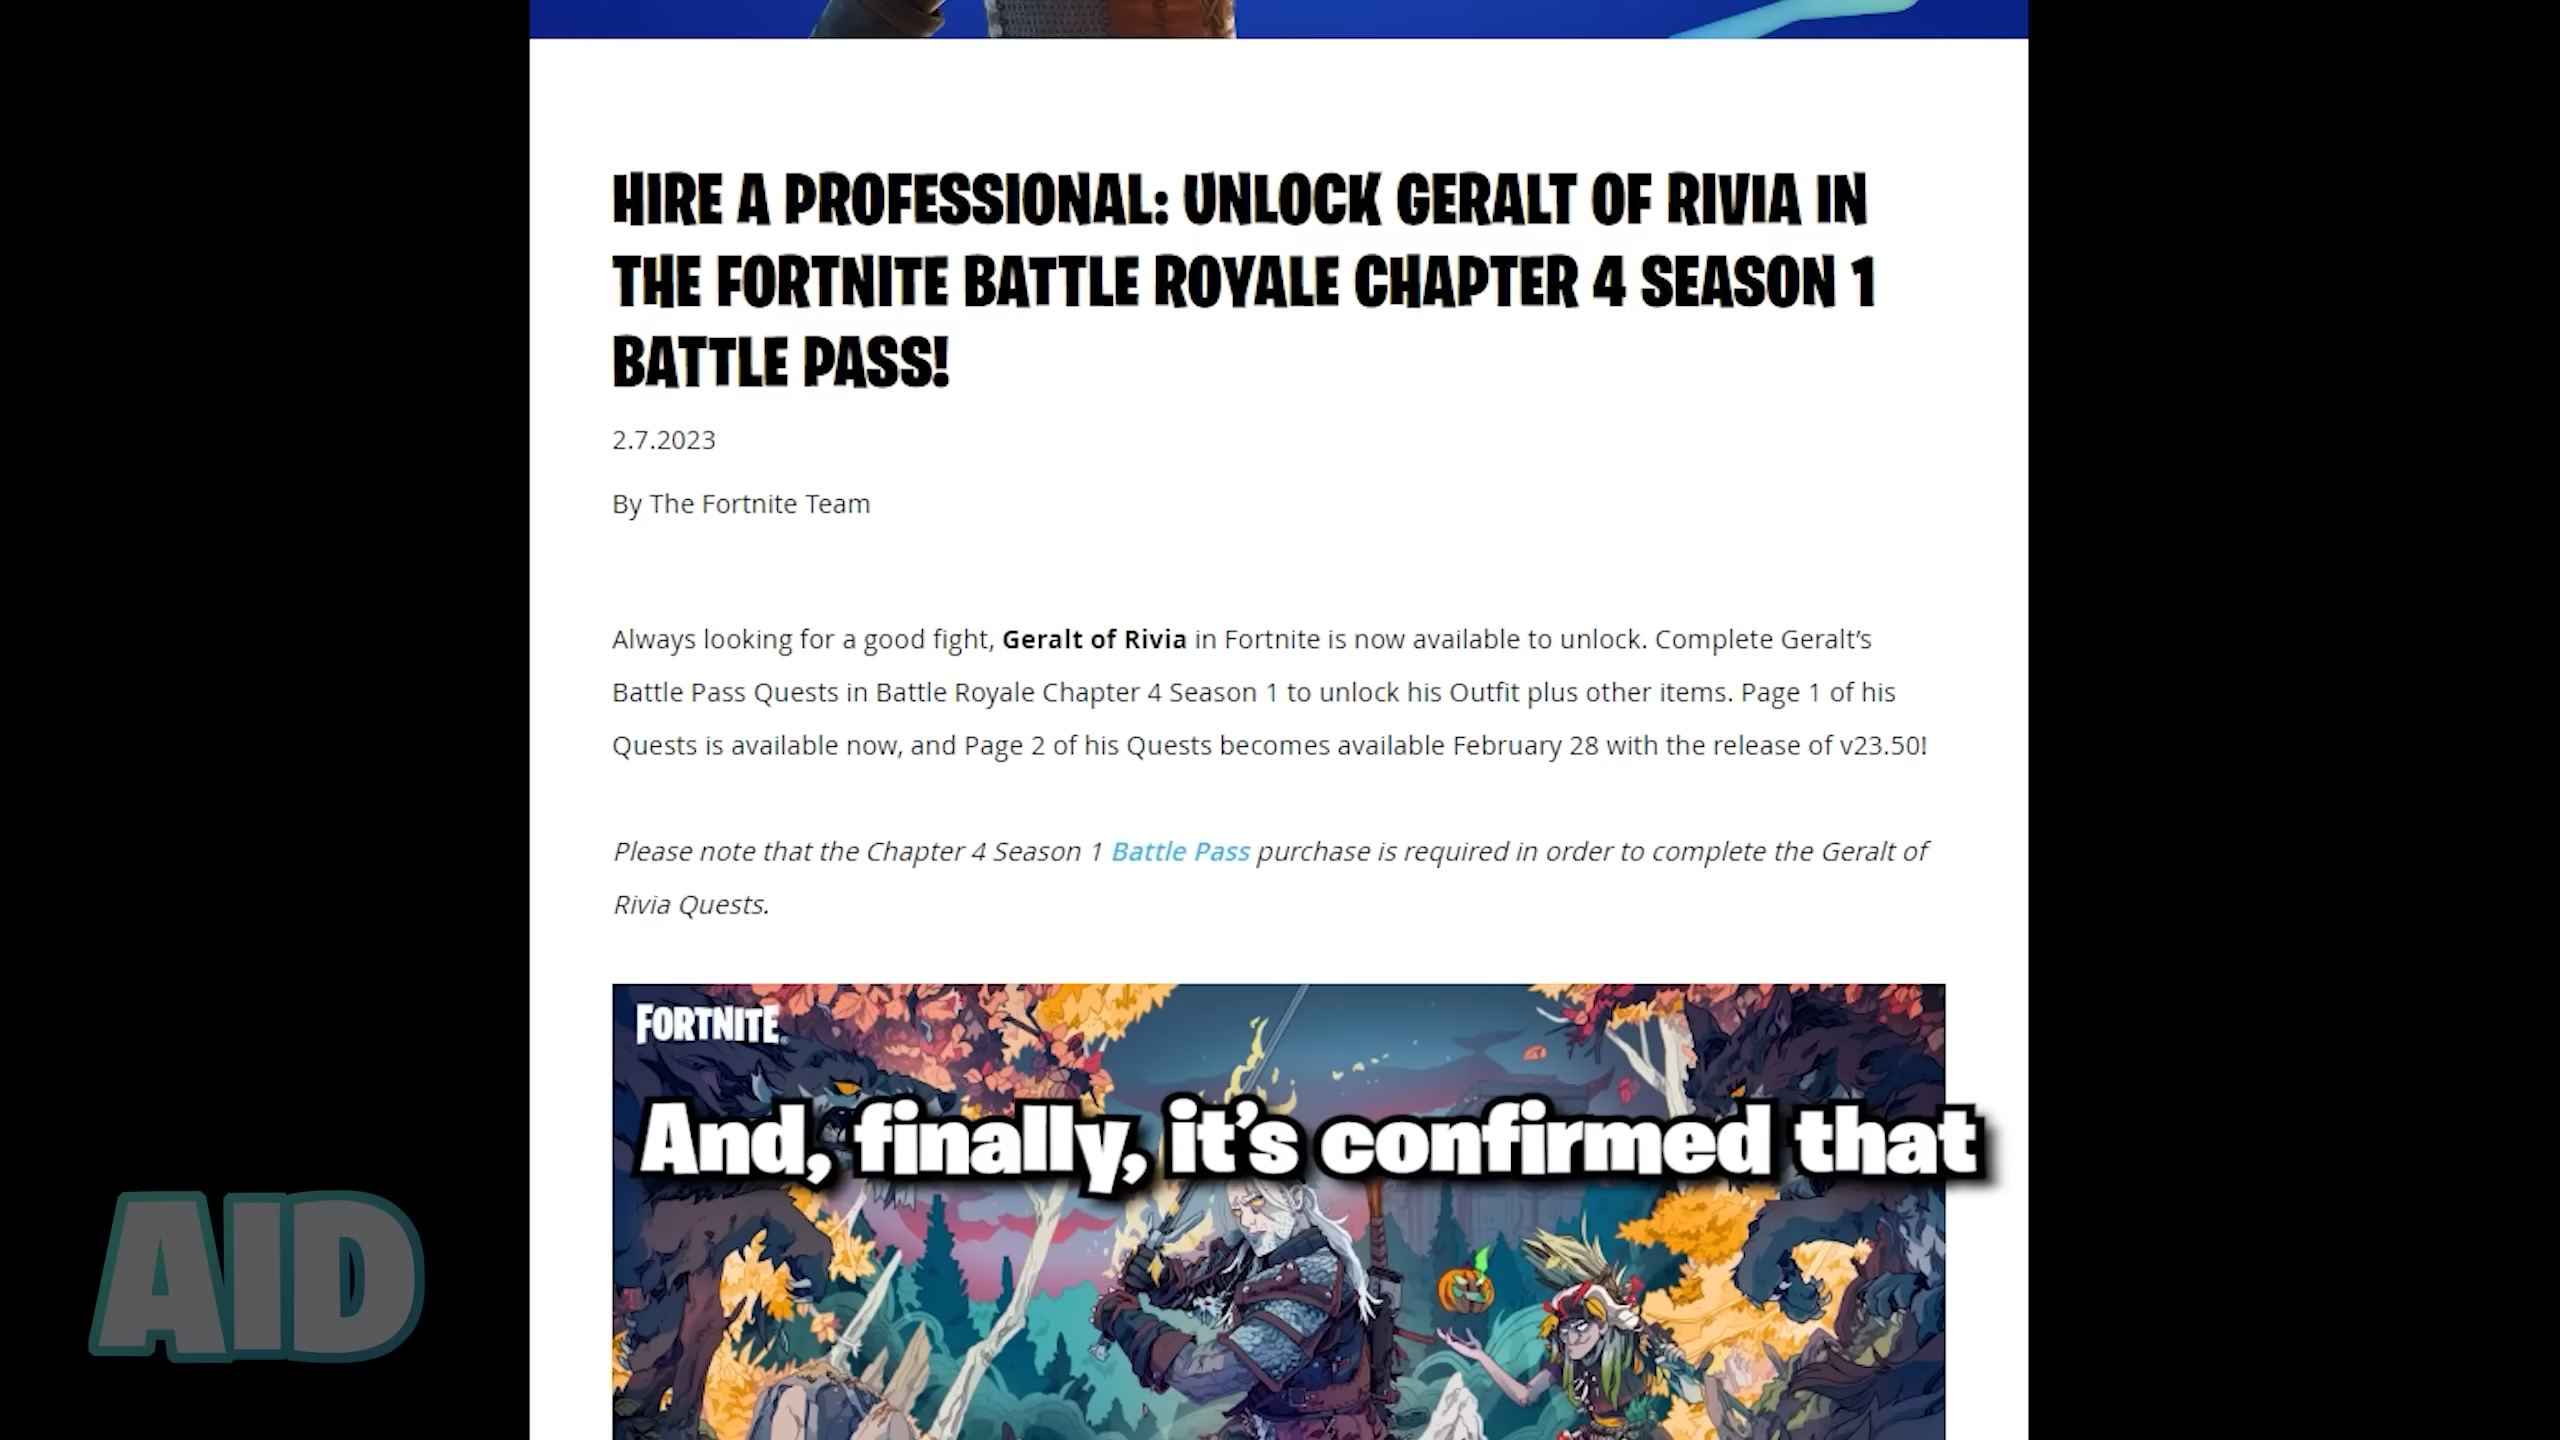 HIRE A PROFESSIONAL: UNLOCK GERALT OF RIVIA IN
THE FORTNITE BATTLE ROYALE CHAPTER 4 SEASON 1
BATTLE PASS!
2.7.2023
By The Fortnite Team
Always looking for a good fight, Geralt of Rivia in Fortnite is now available to unlock. Complete Geralt’s
Battle Pass Quests in Battle Royale Chapter 4 Season 1 to unlock his Outfit plus other items. Page 1 of his
Quests is available now, and Page 2 of his Quests becomes available February 28 with the release of v23.50!
Please note that the Chapter 4 Season 1 Battle Pass purchase is required in order to complete the Geralt of
Rivia Quests.
FORTNITE
And, finally, it’s confirmed that
AID